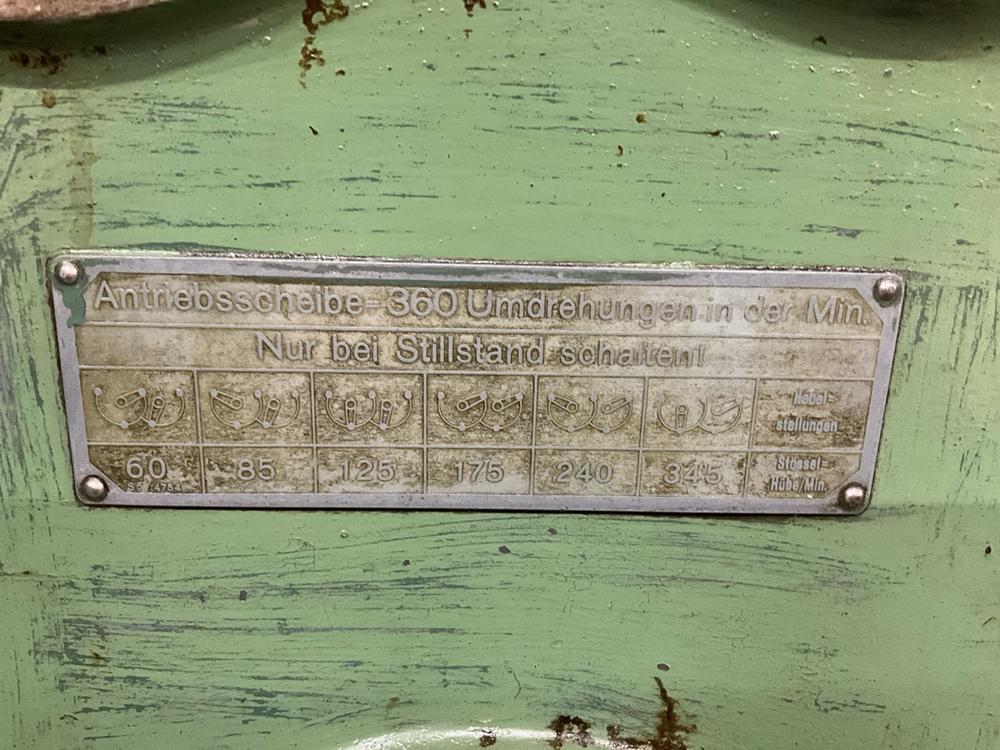 Antriebsscheibe= 360 Umdrehungen in der Min.
Nur bei Stillstand schalten!
Hebel=
stellungen
60 85 125 175 240 345 Stössel=
Hübe/Min.